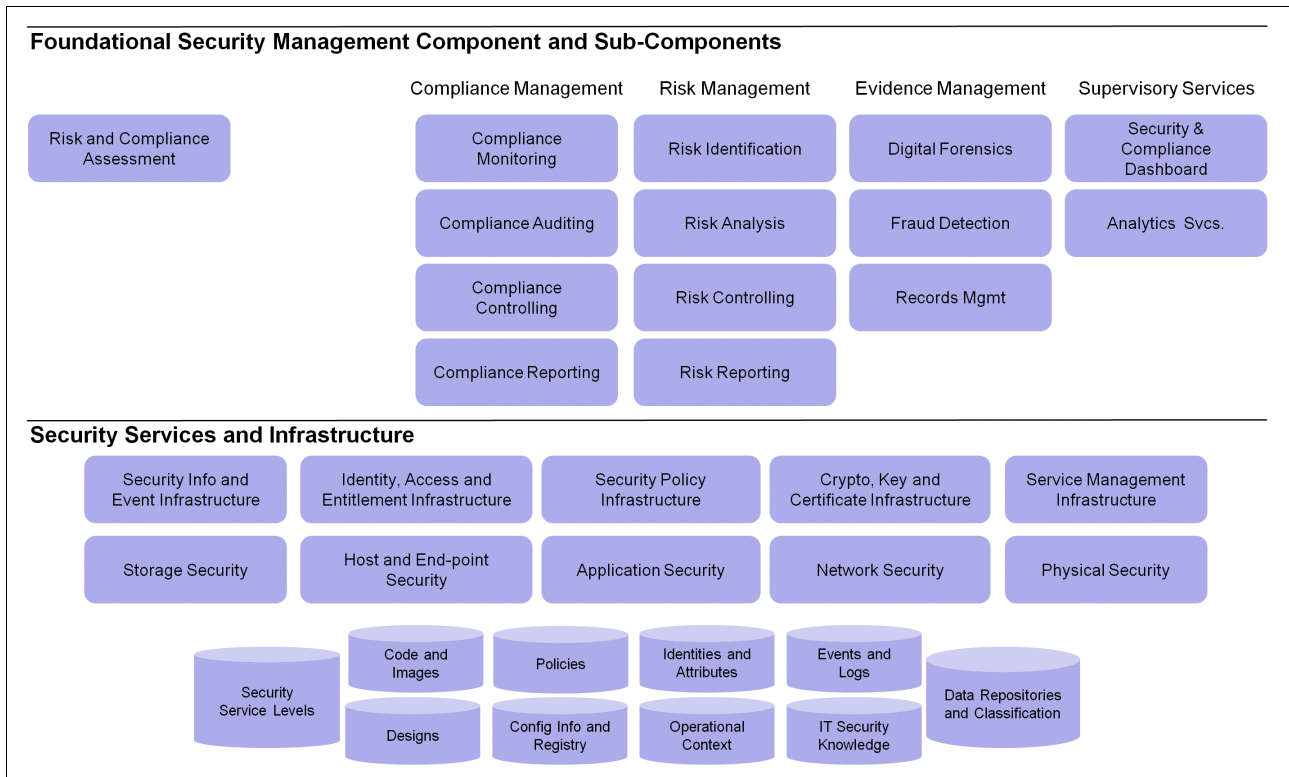 Foundational Security Management Component and Sub-Components
Compliance Management
Risk Management
Evidence Management
Supervisory Services
Risk and Compliance
Assessment
Compliance
Monitoring
Risk Identification
Digital Forensics
Security &
Compliance
Dashboard
Compliance Auditing
Risk Analysis
Fraud Detection
Analytics Svcs.
Compliance
Controlling
Risk Controlling
Records Mgmt
Compliance Reporting
Risk Reporting
Security Services and Infrastructure
Security Info and
Event Infrastructure
Identity, Access and
Entitlement Infrastructure
Security Policy
Infrastructure
Crypto, Key and
Certificate Infrastructure
Service Management
Infrastructure
Storage Security
Host and End-point
Security
Application Security
Network Security
Physical Security
Security
Service Levels
Code and
Images
Policies
Identities and
Attributes
Events and
Logs
Data Repositories
and Classification
Designs
Config Info and
Registry
Operational
Context
IT Security
Knowledge